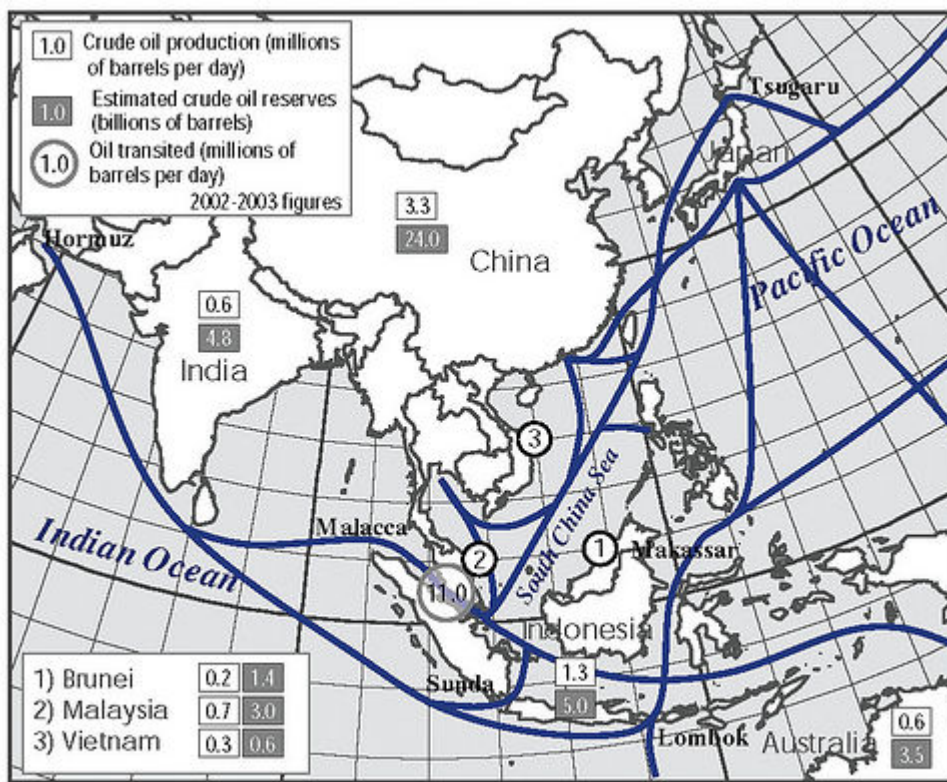 1.0 Crude oil production (millions
of barrels per day)
1.0 Estimated crude oil reserves
(billions of barrels)
1.0 Oil transited (millions of
barrels per day)
2002-2003 figures
Tsugaru
Japan
Hormuz
3.3
24.0
China
Pacific Ocean
0.6
4.8
India
3
South China Sea
Malacca
Indian Ocean
2
1
Makassar
11.0
Indonesia
1.3
5.0
Sunda
Lombok
Australia
0.6
3.5
1) Brunei 0.2 1.4
2) Malaysia 0.7 3.0
3) Vietnam 0.3 0.6